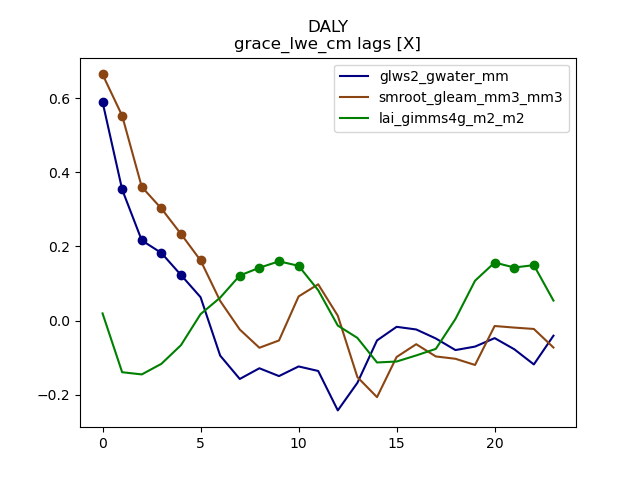 DALY
grace_lwe_cm lags [X]
glws2_gwater_mm
smroot_gleam_mm3_mm3
lai_gimms4g_m2_m2
0.6
0.4
0.2
0.0
−0.2
0 5 10 15 20